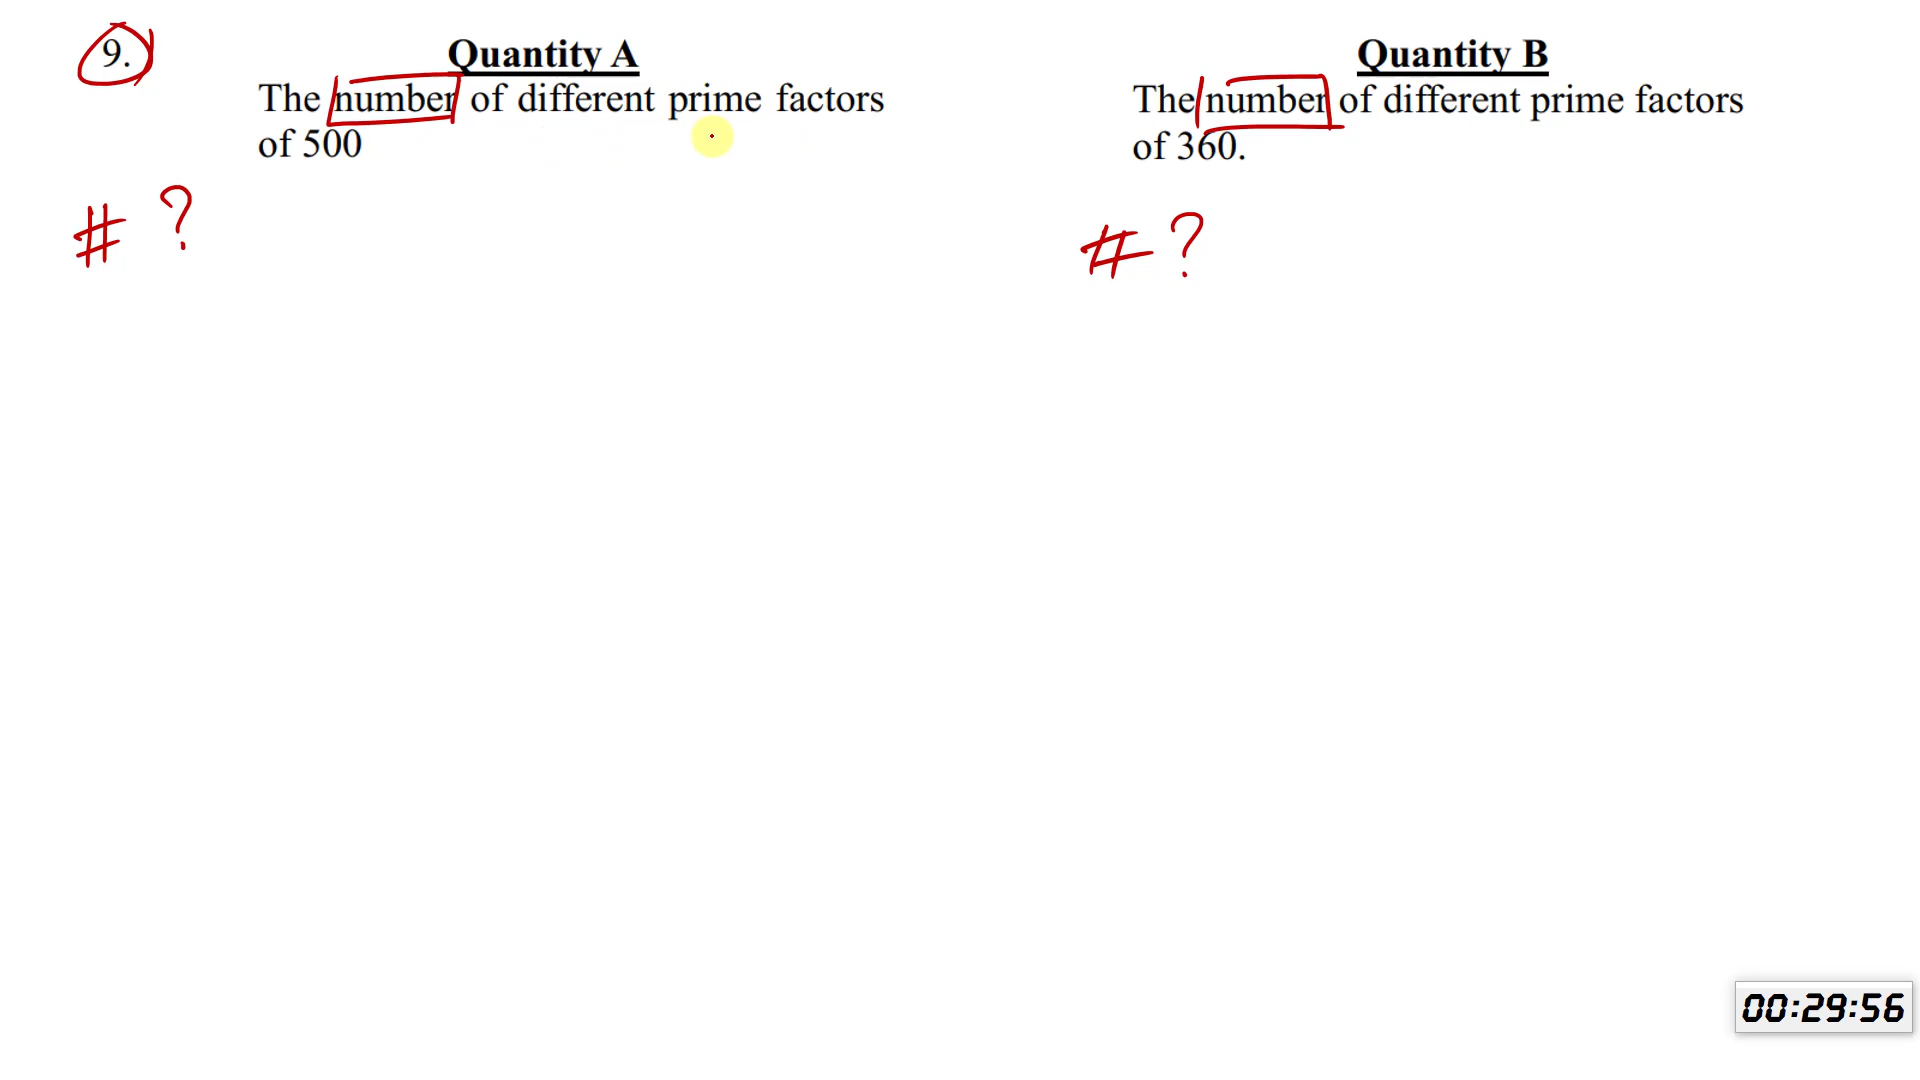 9.
Quantity A
The number of different prime factors
of 500
# ?
Quantity B
The number of different prime factors
of 360.
# ?
00:29:56